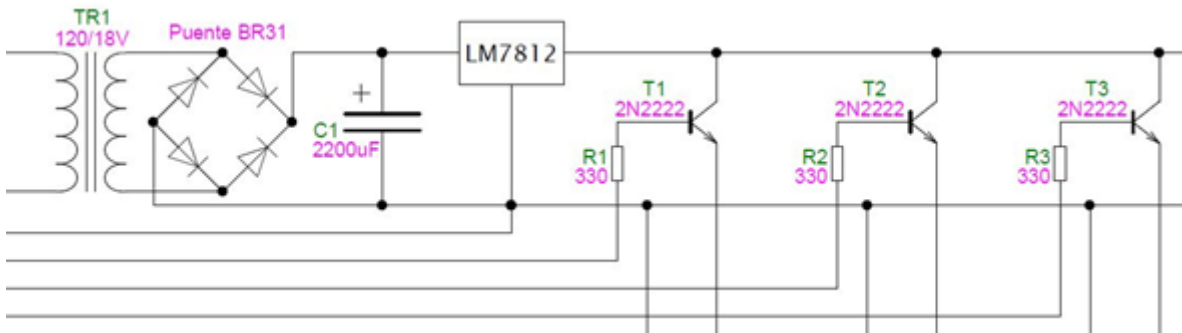 TR1
120/18V
Puente BR31
LM7812
+
C1
2200uF
T1
2N2222
R1
330
T2
2N2222
R2
330
T3
2N2222
R3
330